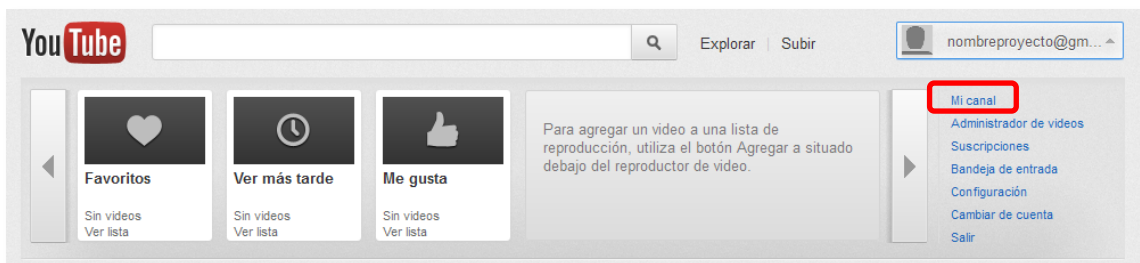 YouTube
Explorar
Subir
nombreproyecto@gm...
Favoritos
Sin videos
Ver lista
Ver más tarde
Sin videos
Ver lista
Me gusta
Sin videos
Ver lista
Para agregar un video a una lista de
reproducción, utiliza el botón Agregar a situado
debajo del reproductor de video.
Mi canal
Administrador de videos
Suscripciones
Bandeja de entrada
Configuración
Cambiar de cuenta
Salir